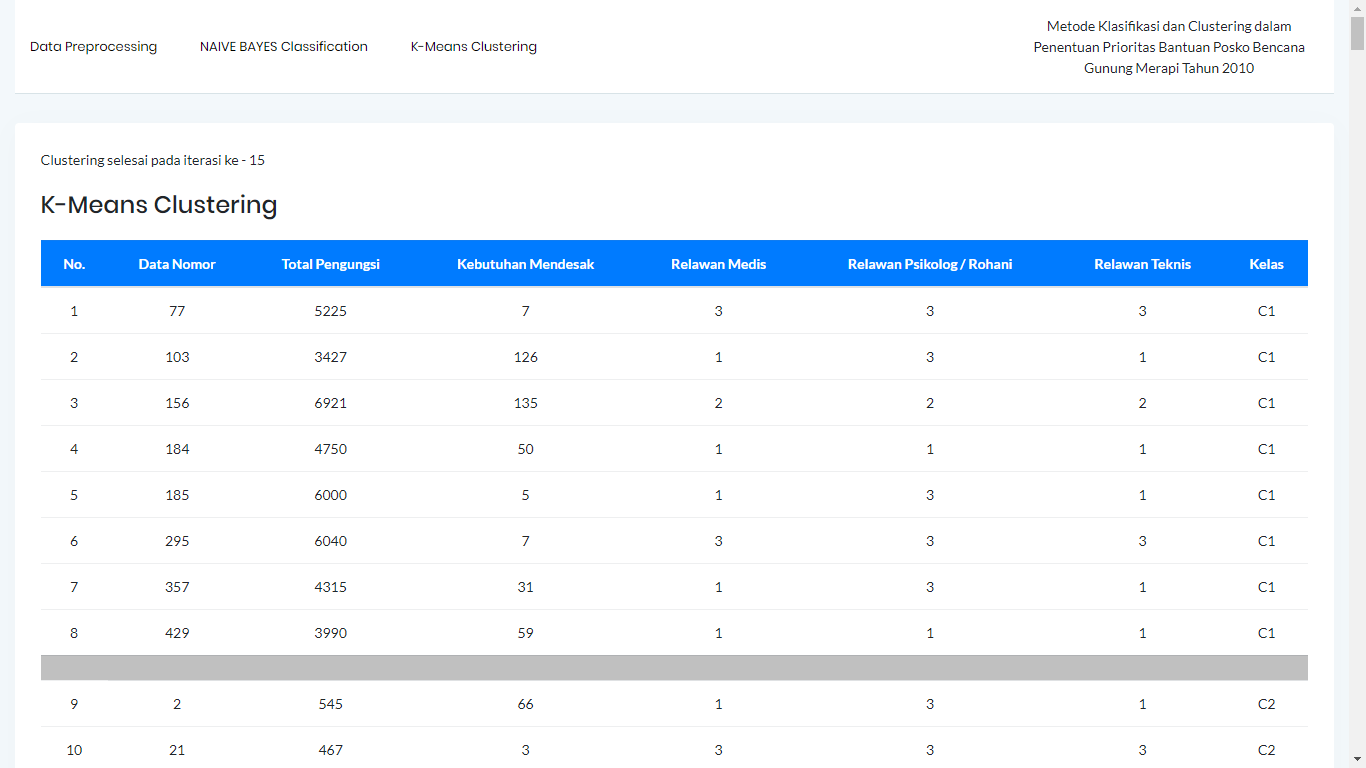 Data Preprocessing NAIVE BAYES Classification K-Means Clustering
Metode Klasifikasi dan Clustering dalam
Penentuan Prioritas Bantuan Posko Bencana
Gunung Merapi Tahun 2010
Clustering selesai pada iterasi ke - 15
K-Means Clustering
No. Data Nomor Total Pengungsi Kebutuhan Mendesak Relawan Medis Relawan Psikolog / Rohani Relawan Teknis Kelas
1 77 5225 7 3 3 3 C1
2 103 3427 126 1 3 1 C1
3 156 6921 135 2 2 2 C1
4 184 4750 50 1 1 1 C1
5 185 6000 5 1 3 1 C1
6 295 6040 7 3 3 3 C1
7 357 4315 31 1 3 1 C1
8 429 3990 59 1 1 1 C1
9 2 545 66 1 3 1 C2
10 21 467 3 3 3 3 C2